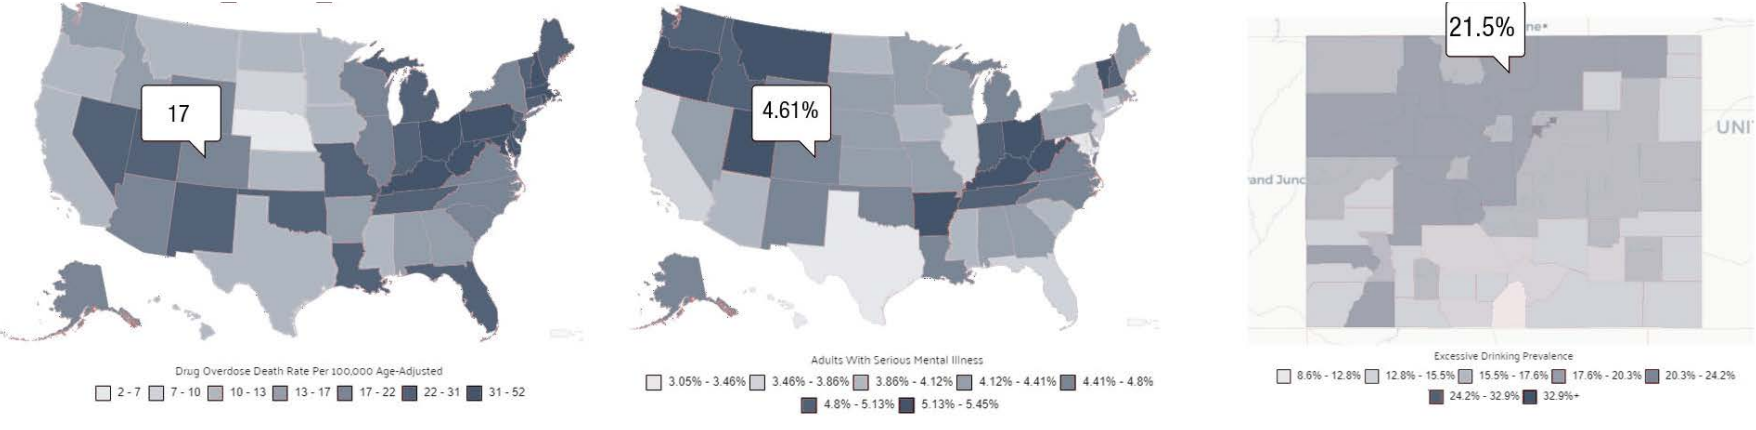 17
4.61%
21.5%
ne
and Junc
UNI
Drug Overdose Death Rate Per 100,000 Age-Adjusted
2 - 7
7 - 10
10 - 13
13 - 17
17 - 22
22 - 31
31 - 52
Adults With Serious Mental Illness
3.05% - 3.46%
3.46% - 3.86%
3.86% - 4.12%
4.12% - 4.41%
4.41% - 4.8%
4.8% - 5.13%
5.13% - 5.45%
Excessive Drinking Prevalence
8.6% - 12.8%
12.8% - 15.5%
15.5% - 17.6%
17.6% - 20.3%
20.3% - 24.2%
24.2% - 32.9%
32.9%+